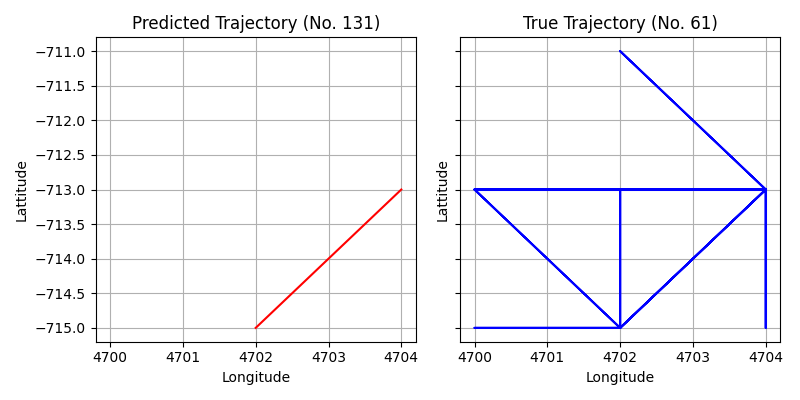 Predicted Trajectory (No. 131)
True Trajectory (No. 61)
−711.0
−711.5
−712.0
−712.5
−713.0
−713.5
−714.0
−714.5
−715.0
Lattitude
Lattitude
4700 4701 4702 4703 4704
4700 4701 4702 4703 4704
Longitude
Longitude